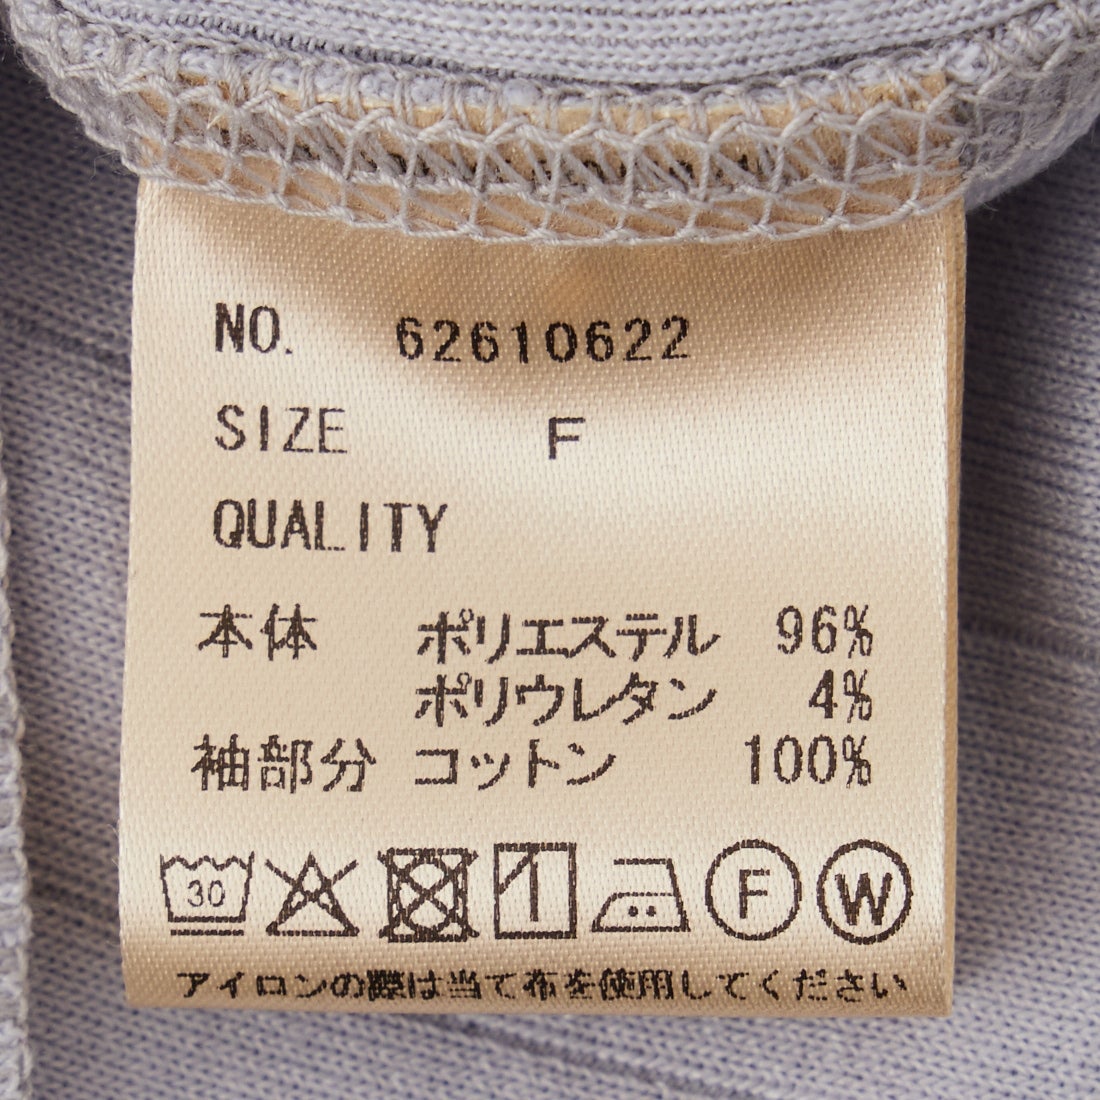 NO. 62610622
SIZE F
QUALITY
本体 ポリエステル 96%
ポリウレタン 4%
袖部分 コットン 100%
30 F W
アイロンの際は当て布を使用してください